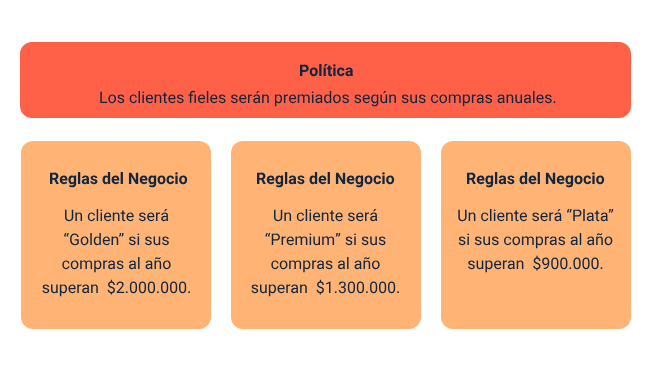 Política
Los clientes fieles serán premiados según sus compras anuales.
Reglas del Negocio
Un cliente será
“Golden” si sus
compras al año
superan $2.000.000.
Reglas del Negocio
Un cliente será
“Premium” si sus
compras al año
superan $1.300.000.
Reglas del Negocio
Un cliente será “Plata”
si sus compras al año
superan $900.000.